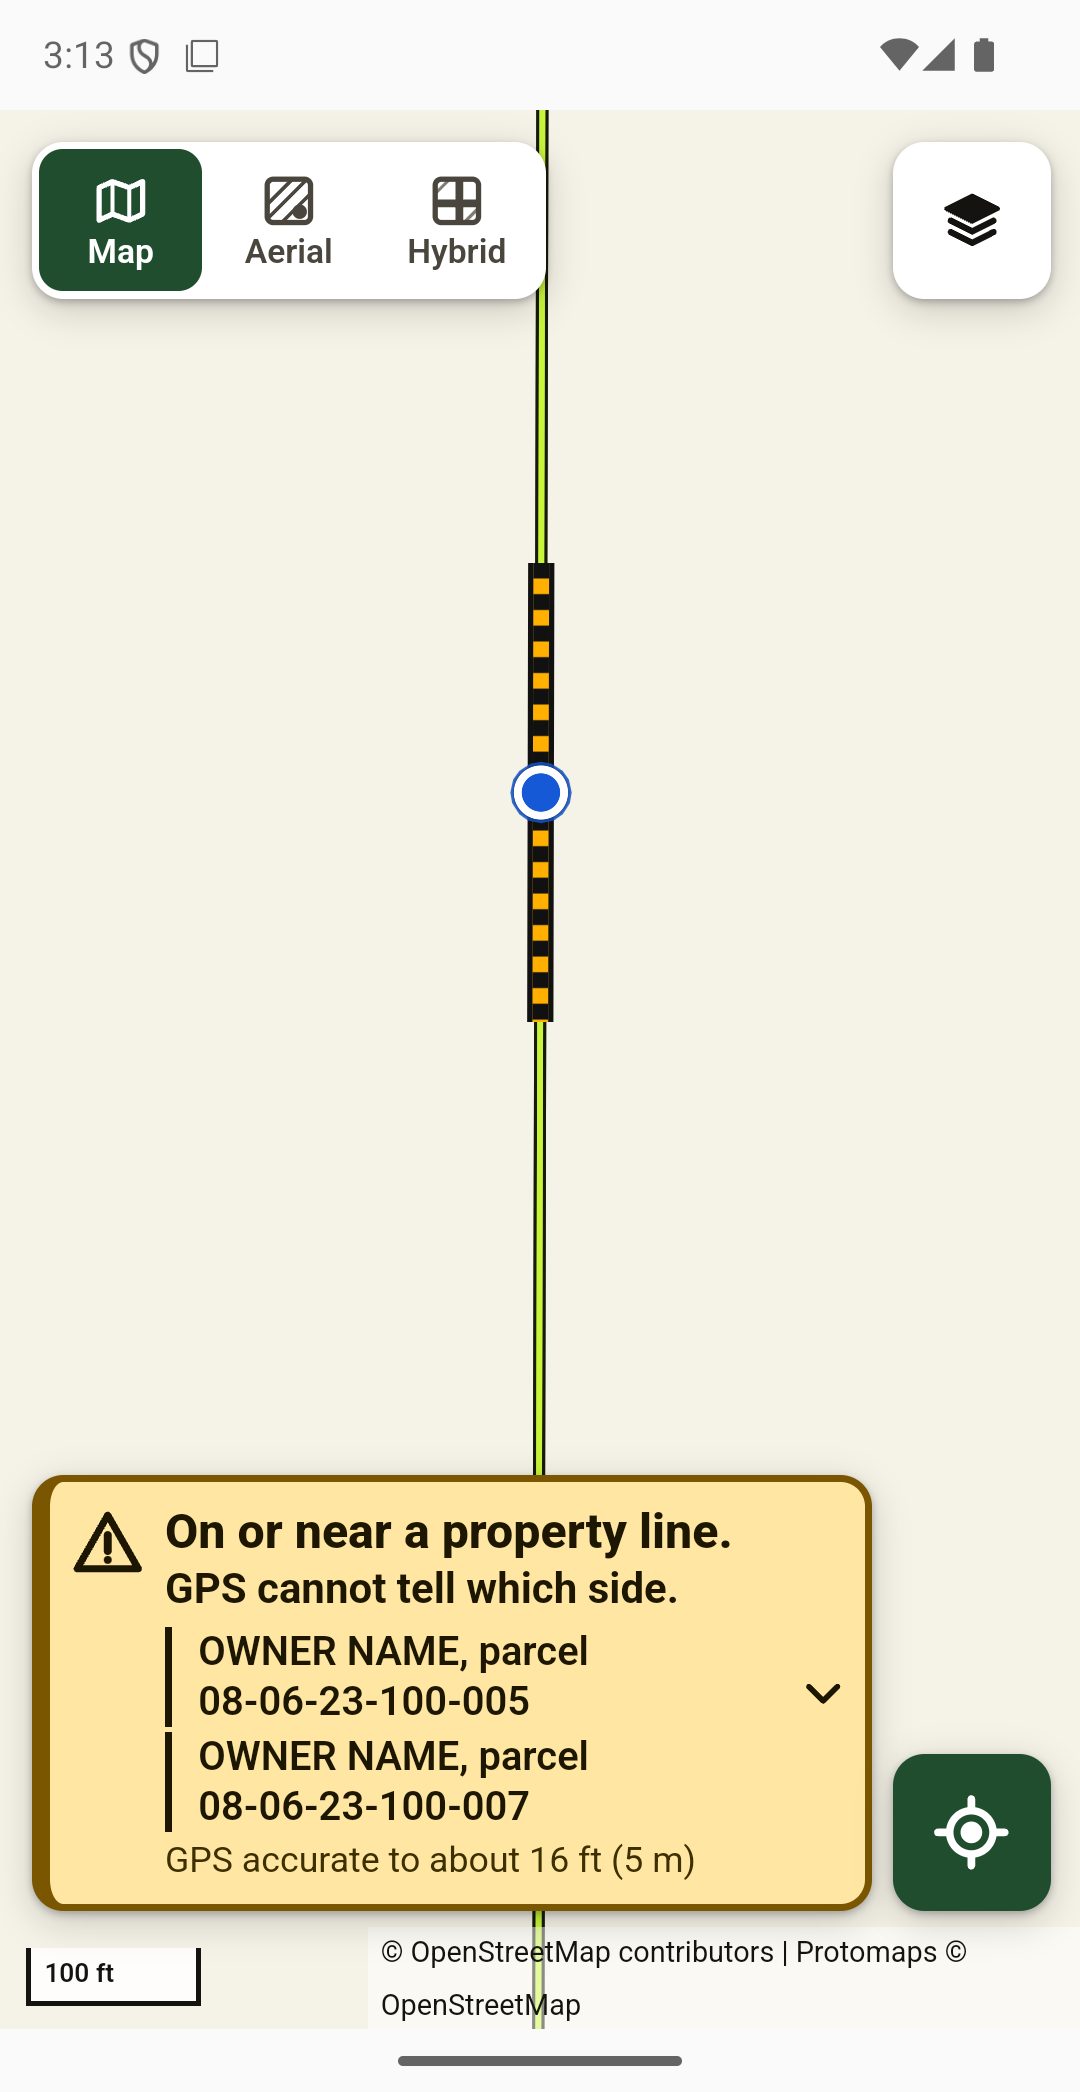 3:13
Map
Aerial
Hybrid
On or near a property line.
GPS cannot tell which side.
OWNER NAME, parcel
08-06-23-100-005
OWNER NAME, parcel
08-06-23-100-007
GPS accurate to about 16 ft (5 m)
100 ft
© OpenStreetMap contributors | Protomaps ©
OpenStreetMap